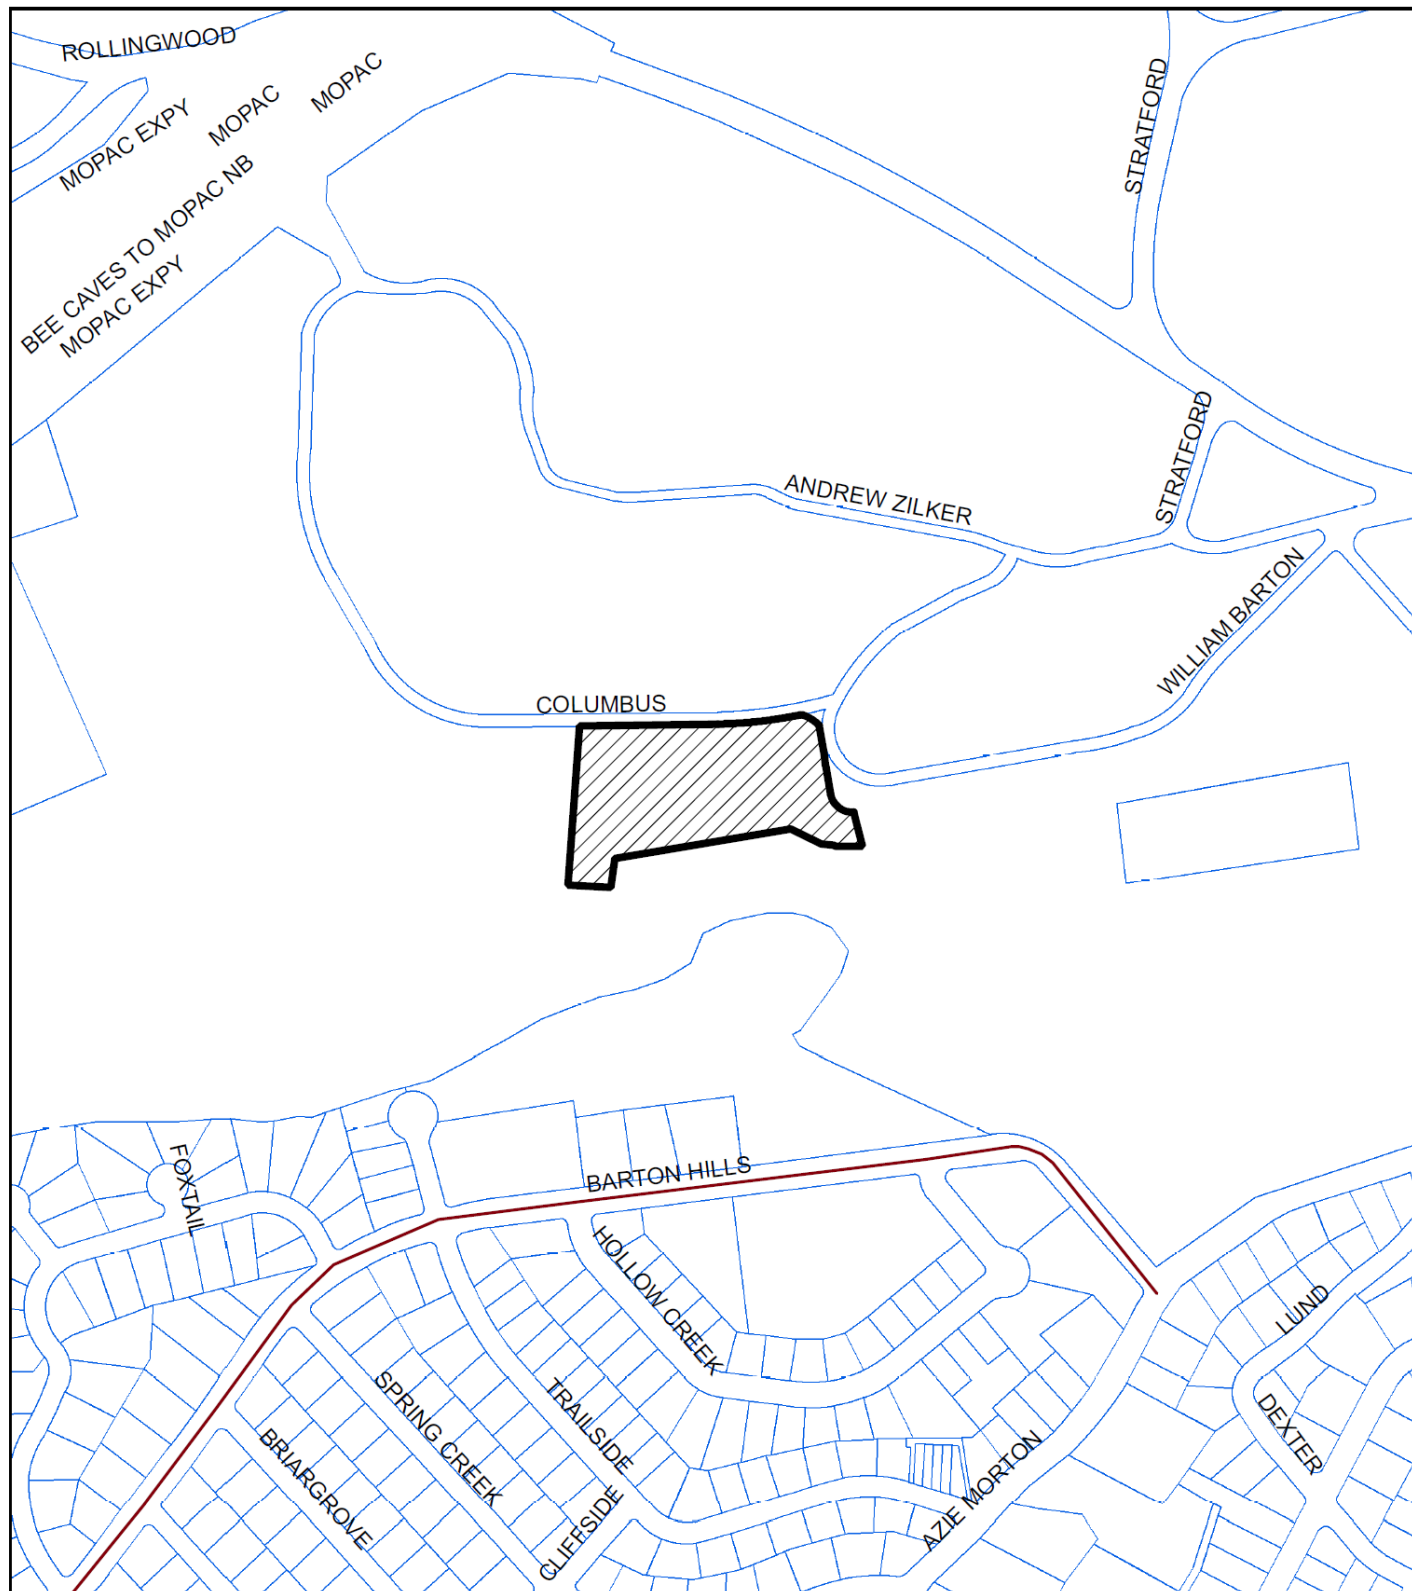 ROLLINGWOOD
MOPAC
STRATFORD
MOPAC
MOPAC EXPY
BEE CAVES TO MOPAC NB
MOPAC EXPY
STRATFORD
ANDREW ZILKER
WILLIAM BARTON
COLUMBUS
FOXTAIL
BARTON HILLS
HOLLOW CREEK
LUND
SPRING CREEK
TRAILSIDE
DEXTER
BRIARGROVE
CLIFFSIDE
AZIE MORTON